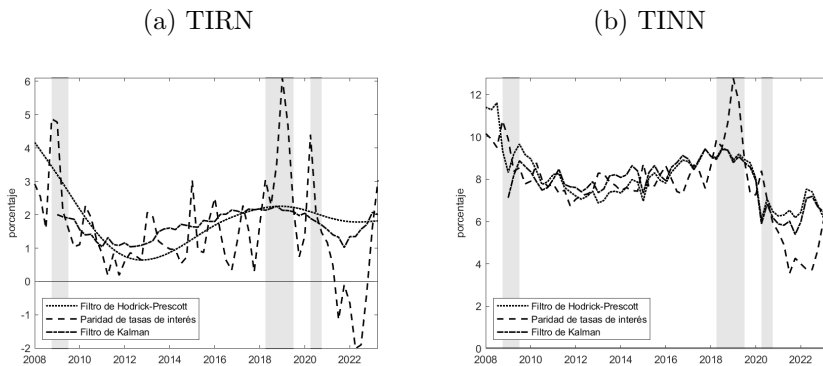 (a) TIRN
(b) TINN
6
5
4
3
2
1
0
-1
-2
porcentaje
Filtro de Hodrick-Prescott
Paridad de tasas de interés
Filtro de Kalman
2008 2010 2012 2014 2016 2018 2020 2022
12
10
8
6
4
2
0
porcentaje
Filtro de Hodrick-Prescott
Paridad de tasas de interés
Filtro de Kalman
2008 2010 2012 2014 2016 2018 2020 2022